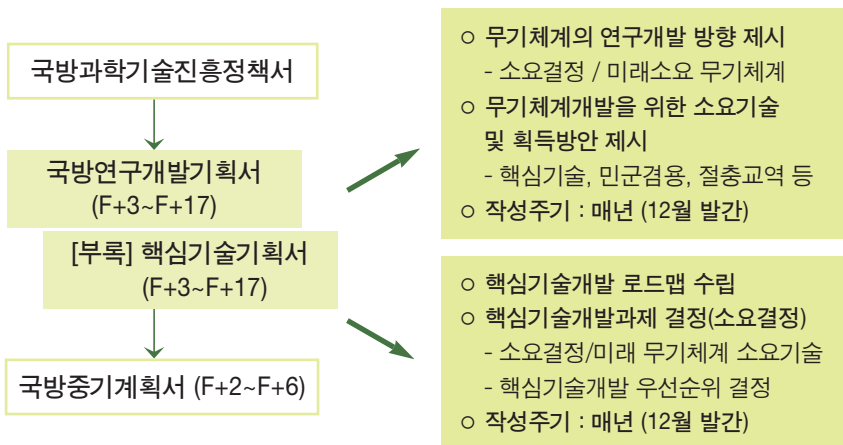 국방과학기술진흥정책서
국방연구개발기획서
(F+3~F+17)
[부록] 핵심기술기획서
(F+3~F+17)
국방중기계획서 (F+2~F+6)
○ 무기체계의 연구개발 방향 제시
- 소요결정 / 미래소요 무기체계
○ 무기체계개발을 위한 소요기술
및 획득방안 제시
- 핵심기술, 민군겸용, 절충교역 등
○ 작성주기 : 매년 (12월 발간)
○ 핵심기술개발 로드맵 수립
○ 핵심기술개발과제 결정(소요결정)
- 소요결정/미래 무기체계 소요기술
- 핵심기술개발 우선순위 결정
○ 작성주기 : 매년 (12월 발간)